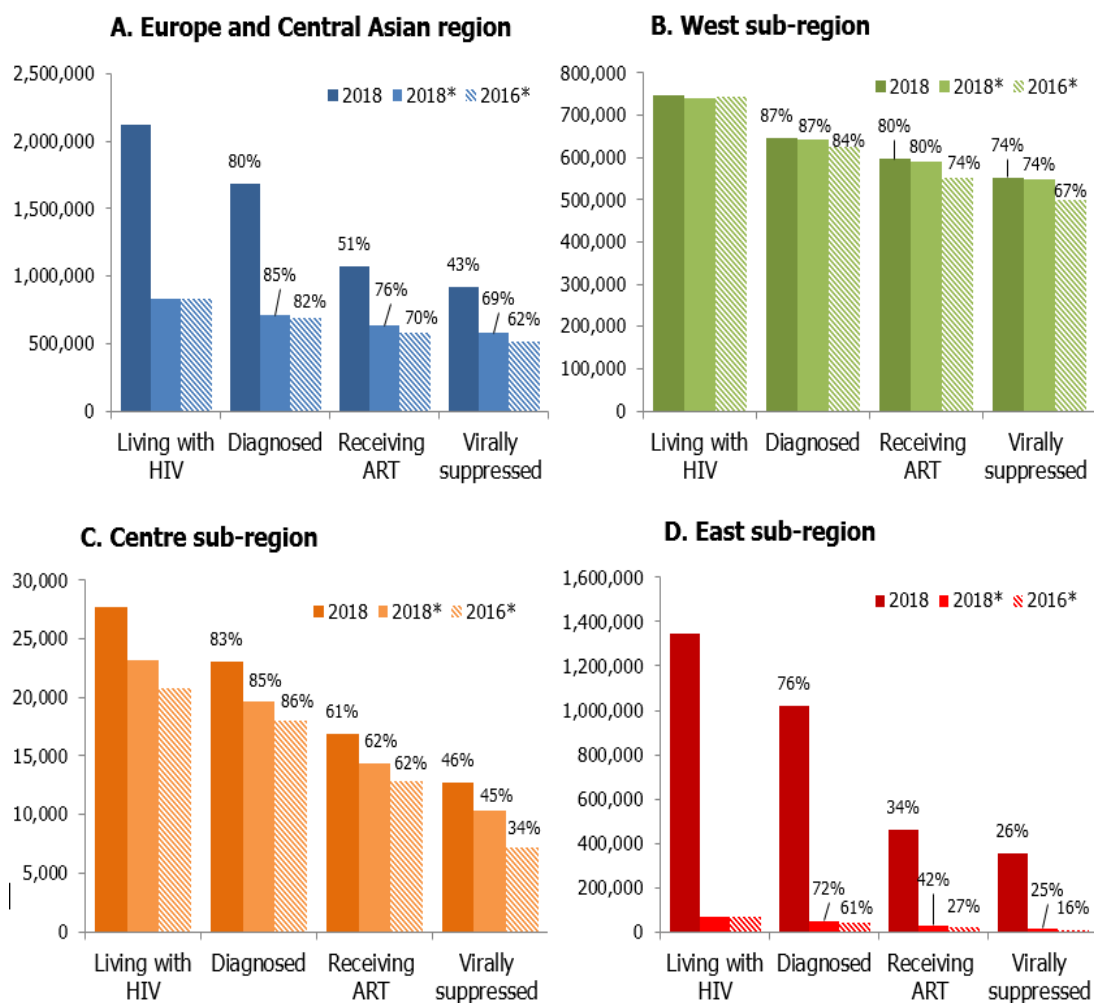 A. Europe and Central Asian region
2,500,000
2,000,000
1,500,000
1,000,000
500,000
0
2018 2018* 2016*
80%
85%
82%
51%
76%
70%
43%
69%
62%
Living with HIV
Diagnosed
Receiving ART
Virally suppressed
B. West sub-region
800,000
700,000
600,000
500,000
400,000
300,000
200,000
100,000
0
2018 2018* 2016*
87%
87%
84%
80%
80%
74%
74%
74%
67%
Living with HIV
Diagnosed
Receiving ART
Virally suppressed
C. Centre sub-region
30,000
25,000
20,000
15,000
10,000
5,000
0
2018 2018* 2016*
83%
85%
86%
61%
62%
62%
46%
45%
34%
Living with HIV
Diagnosed
Receiving ART
Virally suppressed
D. East sub-region
1,600,000
1,400,000
1,200,000
1,000,000
800,000
600,000
400,000
200,000
0
2018 2018* 2016*
76%
72%
61%
34%
42%
27%
26%
25%
16%
Living with HIV
Diagnosed
Receiving ART
Virally suppressed